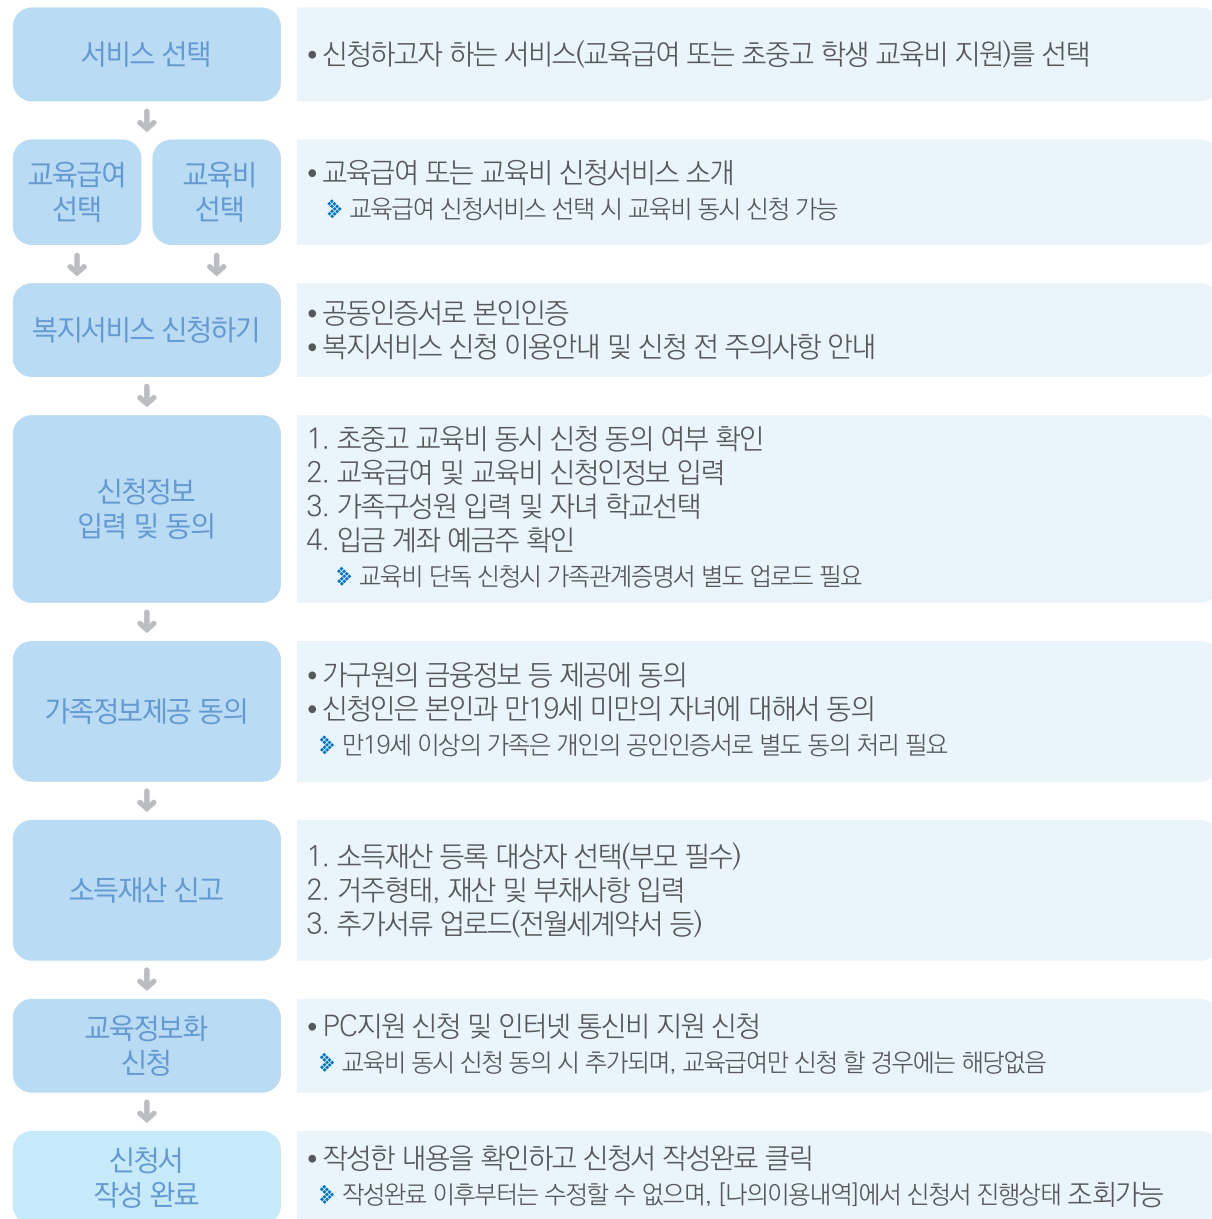 서비스 선택
• 신청하고자 하는 서비스(교육급여 또는 초중고 학생 교육비 지원)를 선택
교육급여
선택
교육비
선택
• 교육급여 또는 교육비 신청서비스 소개
교육급여 신청서비스 선택 시 교육비 동시 신청 가능
복지서비스 신청하기
• 공동인증서로 본인인증
• 복지서비스 신청 이용안내 및 신청 전 주의사항 안내
신청정보
입력 및 동의
1. 초중고 교육비 동시 신청 동의 여부 확인
2. 교육급여 및 교육비 신청인정보 입력
3. 가족구성원 입력 및 자녀 학교선택
4. 입금 계좌 예금주 확인
교육비 단독 신청시 가족관계증명서 별도 업로드 필요
가족정보제공 동의
• 가구원의 금융정보 등 제공에 동의
• 신청인은 본인과 만19세 미만의 자녀에 대해서 동의
만19세 이상의 가족은 개인의 공인인증서로 별도 동의 처리 필요
소득재산 신고
1. 소득재산 등록 대상자 선택(부모 필수)
2. 거주형태, 재산 및 부채사항 입력
3. 추가서류 업로드(전월세계약서 등)
교육정보화
신청
• PC지원 신청 및 인터넷 통신비 지원 신청
교육비 동시 신청 동의 시 추가되며, 교육급여만 신청 할 경우에는 해당없음
신청서
작성 완료
• 작성한 내용을 확인하고 신청서 작성완료 클릭
작성완료 이후부터는 수정할 수 없으며, [나의이용내역]에서 신청서 진행상태 조회가능